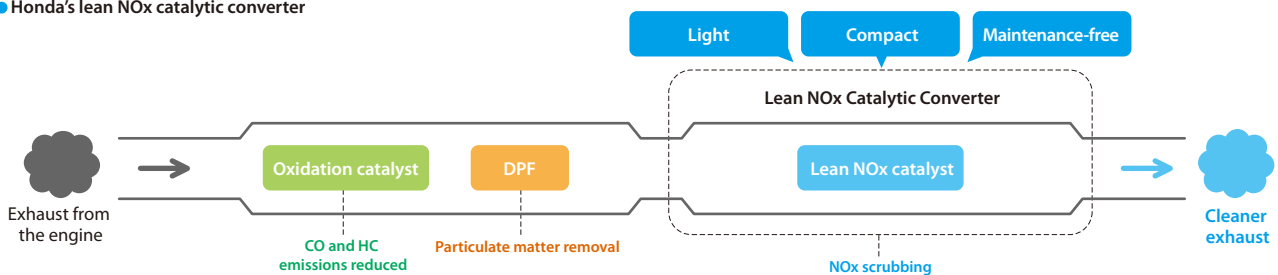 Honda's lean NOx catalytic converter
Light
Compact
Maintenance-free
Lean NOx Catalytic Converter
Exhaust from
the engine
Oxidation catalyst
DPF
Lean NOx catalyst
CO and HC
emissions reduced
Particulate matter removal
NOx scrubbing
Cleaner
exhaust